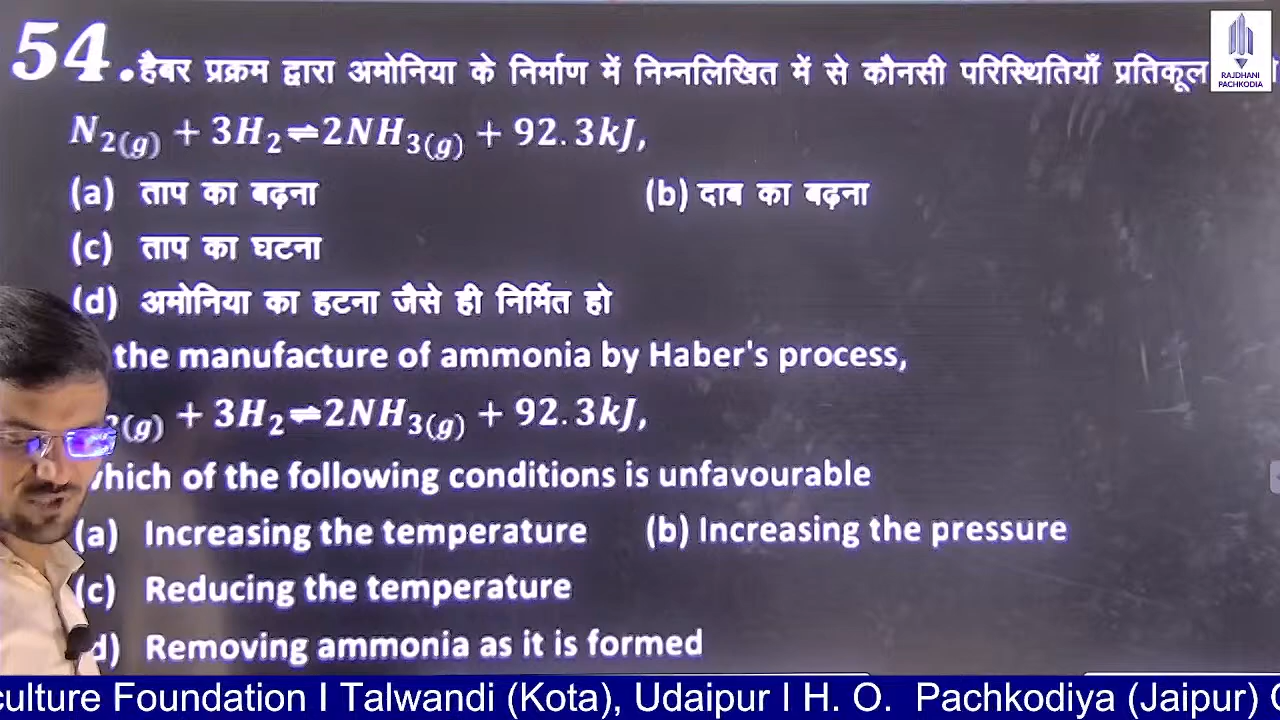 54. हैबर प्रक्रम द्वारा अमोनिया के निर्माण में निम्नलिखित में से कौनसी परिस्थितियाँ प्रतिकूल
RAJDHANI
PACHKODIA
N₂(g) + 3H₂⇌2NH₃(g) + 92.3kJ,
(a) ताप का बढ़ना (b) दाब का बढ़ना
(c) ताप का घटना
(d) अमोनिया का हटना जैसे ही निर्मित हो
the manufacture of ammonia by Haber's process,
₂(g) + 3H₂⇌2NH₃(g) + 92.3kJ,
which of the following conditions is unfavourable
(a) Increasing the temperature (b) Increasing the pressure
(c) Reducing the temperature
d) Removing ammonia as it is formed
culture Foundation I Talwandi (Kota), Udaipur I H. O. Pachkodiya (Jaipur)